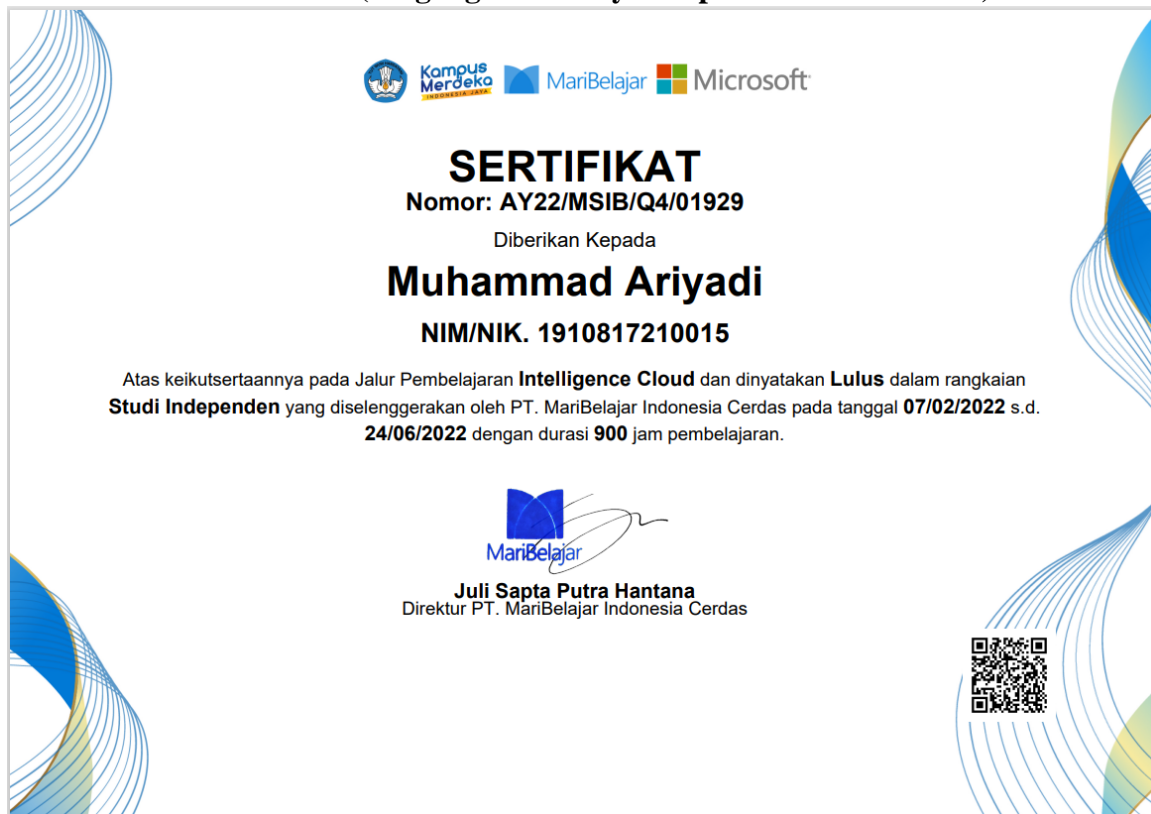 Kampus
Merdeka
INDONESIA JAYA
MariBelajar
Microsoft
SERTIFIKAT
Nomor: AY22/MSIB/Q4/01929
Diberikan Kepada
Muhammad Ariyadi
NIM/NIK. 1910817210015
Atas keikutsertaannya pada Jalur Pembelajaran Intelligence Cloud dan dinyatakan Lulus dalam rangkaian
Studi Independen yang diselenggerakan oleh PT. MariBelajar Indonesia Cerdas pada tanggal 07/02/2022 s.d.
24/06/2022 dengan durasi 900 jam pembelajaran.
MariBelajar
Juli Sapta Putra Hantana
Direktur PT. MariBelajar Indonesia Cerdas